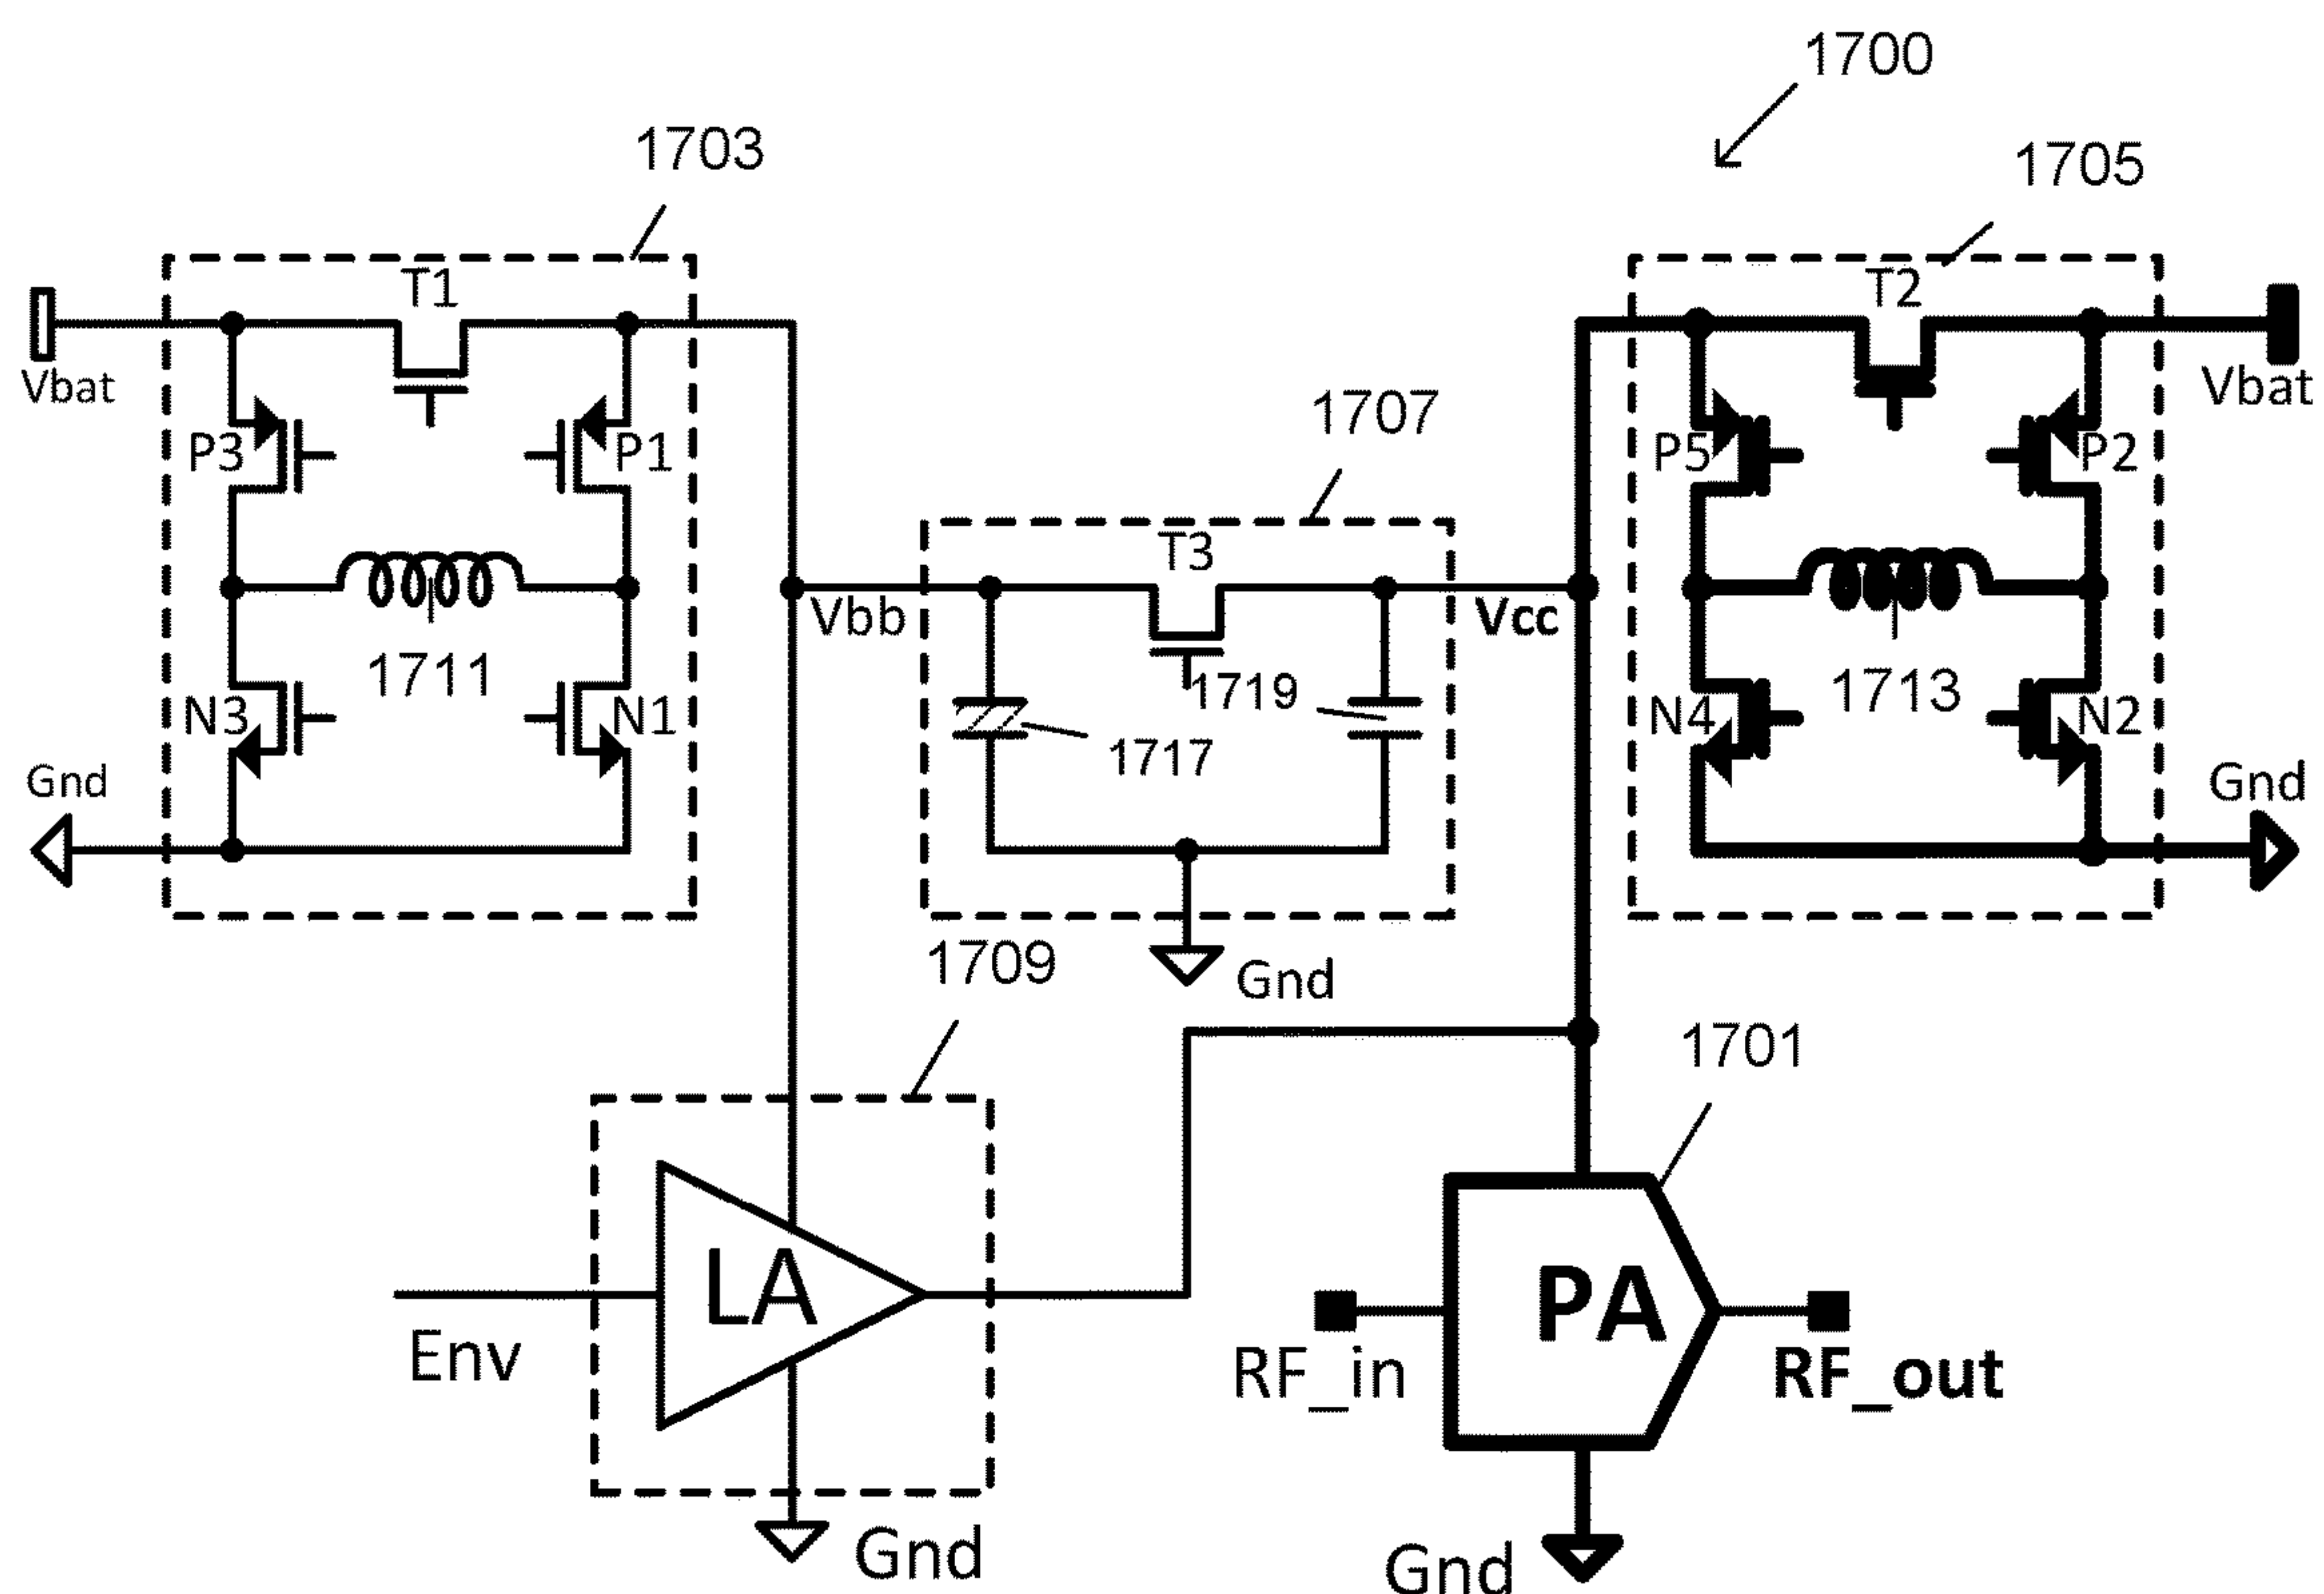 1700
1703
1705
T1
T2
Vbat
Vbat
1707
P3
P1
P5
P2
T3
Vbb
Vcc
1711
1719
1713
N3
N1
1717
N4
N2
Gnd
Gnd
1709
Gnd
1701
LA
PA
Env
RF_in
RF_out
Gnd
Gnd